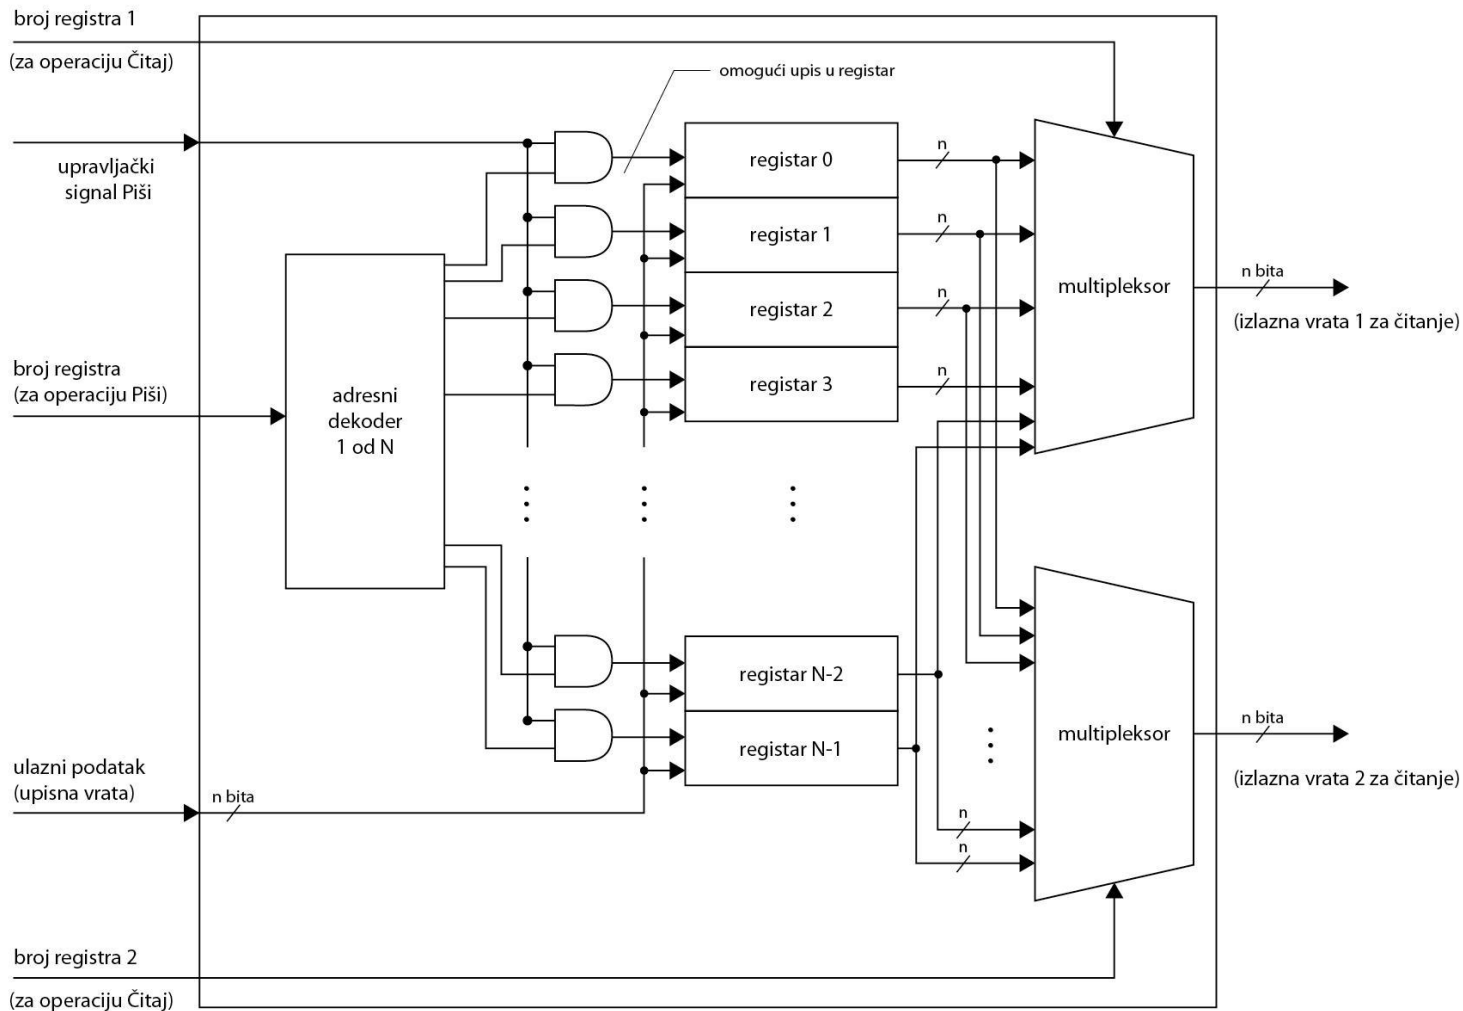 broj registra 1
(za operaciju Čitaj)
omogući upis u registar
upravljački
signal Piši
registar 0
n
registar 1
n
registar 2
n
registar 3
n
multipleksor
n bita
(izlazna vrata 1 za čitanje)
broj registra
(za operaciju Piši)
adresni
dekoder
1 od N
registar N-2
registar N-1
multipleksor
n bita
(izlazna vrata 2 za čitanje)
ulazni podatak
(upisna vrata)
n bita
n
n
broj registra 2
(za operaciju Čitaj)